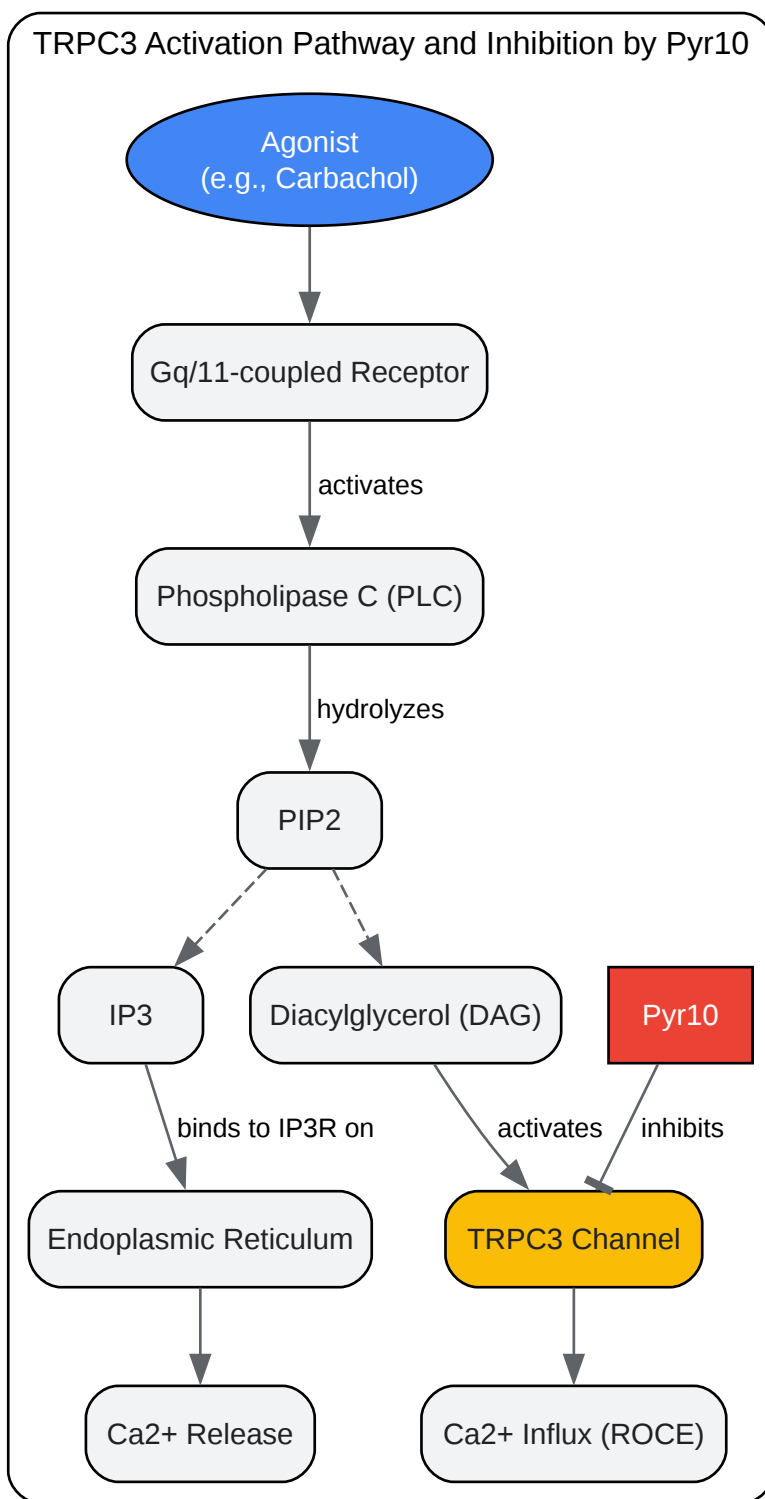 TRPC3 Activation Pathway and Inhibition by Pyr10
Agonist
(e.g., Carbachol)
Gq/11-coupled Receptor
activates
Phospholipase C (PLC)
hydrolyzes
PIP2
IP3
Diacylglycerol (DAG)
Pyr10
binds to IP3R on
activates
inhibits
Endoplasmic Reticulum
TRPC3 Channel
Ca2+ Release
Ca2+ Influx (ROCE)